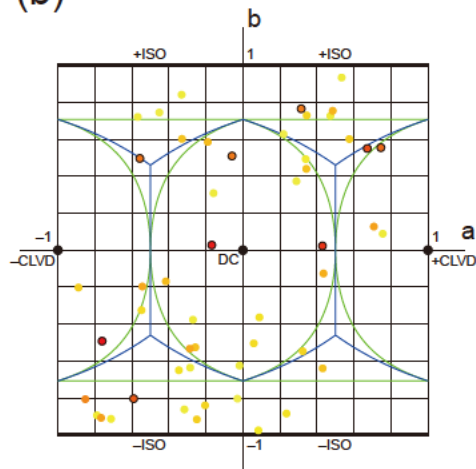 (b)
b
+ISO 1 +ISO
a
–1 1
–CLVD DC +CLVD
–ISO –1 –ISO